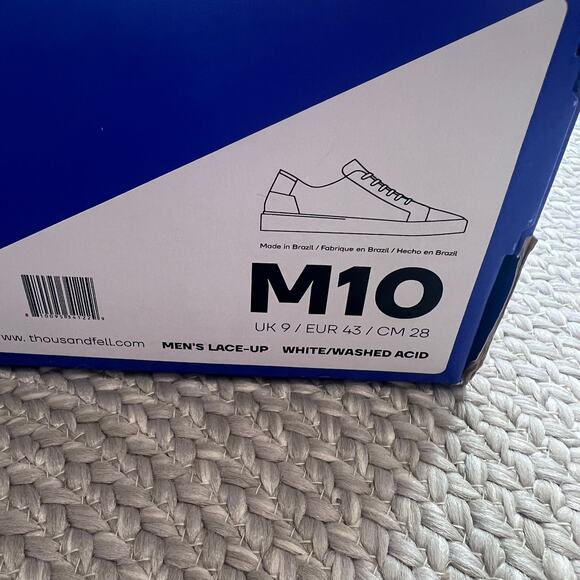 Made in Brazil / Fabrique en Brazil / Hecho en Brazil
M10
UK 9 / EUR 43 / CM 28
www. thousandfell.com
MEN'S LACE-UP WHITE/WASHED ACID